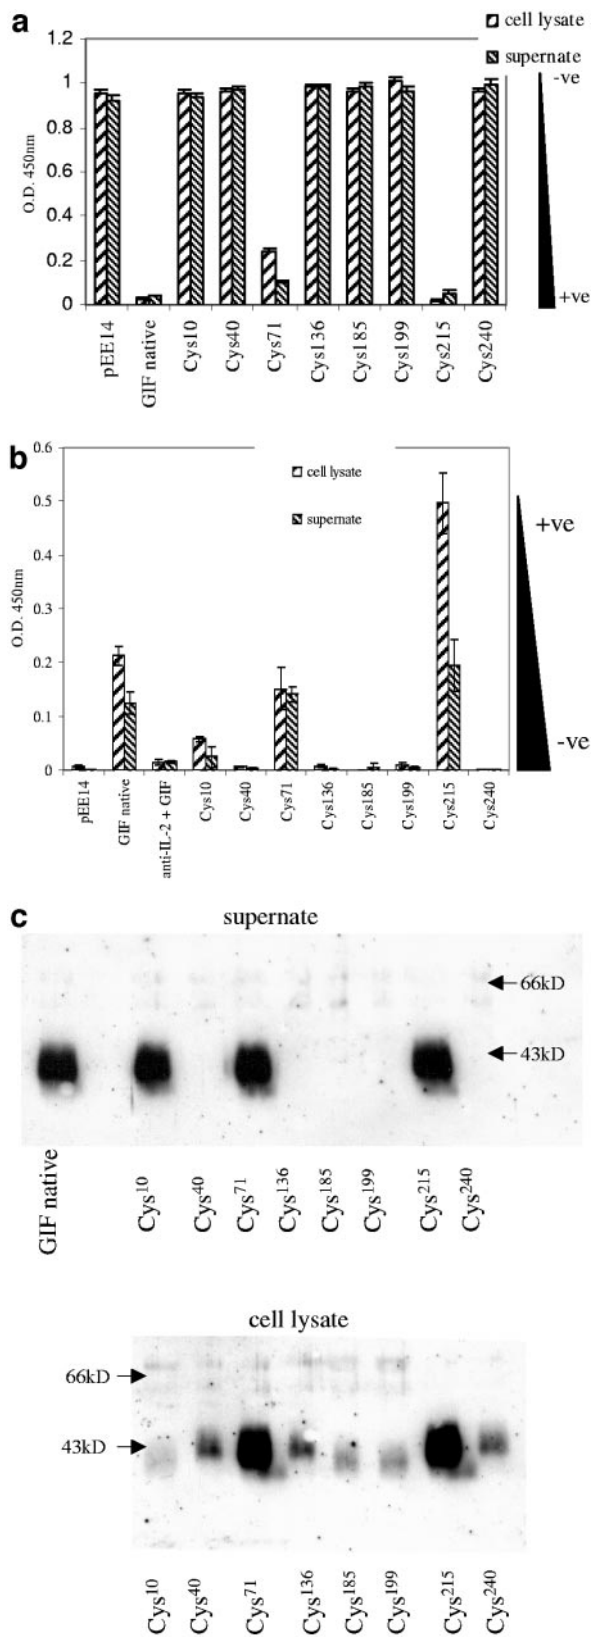 a
cell lysate
supernate
1.2
1
0.8
0.6
0.4
0.2
0
O.D. 450nm
-ve
+ve
pEE14
GIF native
Cys10
Cys40
Cys71
Cys136
Cys185
Cys199
Cys215
Cys240
b
cell lysate
supernate
0.6
0.5
0.4
0.3
0.2
0.1
0
O.D. 450nm
+ve
-ve
pEE14
GIF native
anti-IL-2 + GIF
Cys10
Cys40
Cys71
Cys136
Cys185
Cys199
Cys215
Cys240
c
supernate
66kD
43kD
GIF native
Cys10
Cys40
Cys71
Cys136
Cys185
Cys199
Cys215
Cys240
cell lysate
66kD
43kD
Cys10
Cys40
Cys71
Cys136
Cys185
Cys199
Cys215
Cys240